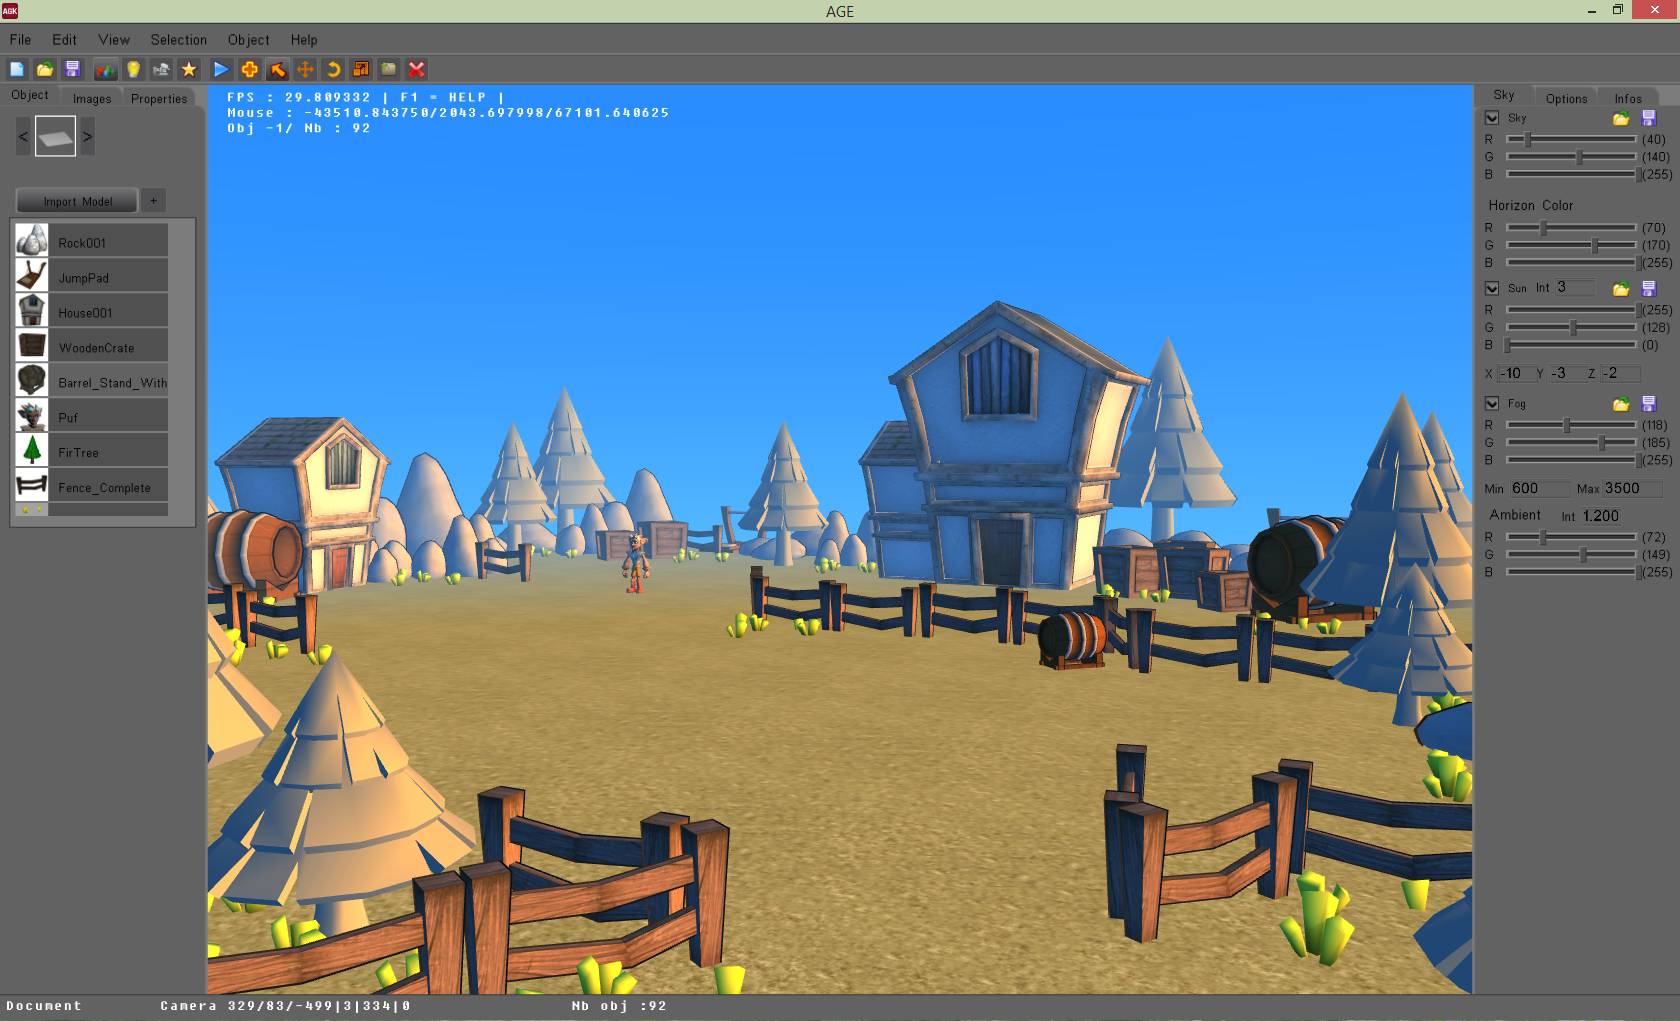 AGK
AGE
File Edit View Selection Object Help
Object Images Properties
< >
Import Model +
Rock001
JumpPad
House001
WoodenCrate
Barrel_Stand_With
Puf
FirTree
Fence_Complete
FPS : 29.809332 | F1 = HELP |
Mouse : -43510.843750/2043.697998/67101.640625
Obj -1/ Nb : 92
Sky Options Infos
Sky
R (40)
G (140)
B (255)
Horizon Color
R (70)
G (170)
B (255)
Sun Int 3
R (255)
G (128)
B (0)
X -10 Y -3 Z -2
Fog
R (118)
G (185)
B (255)
Min 600 Max 3500
Ambient Int 1.200
R (72)
G (149)
B (255)
Document Camera 329/83/-499|3|334|0 Nb obj :92